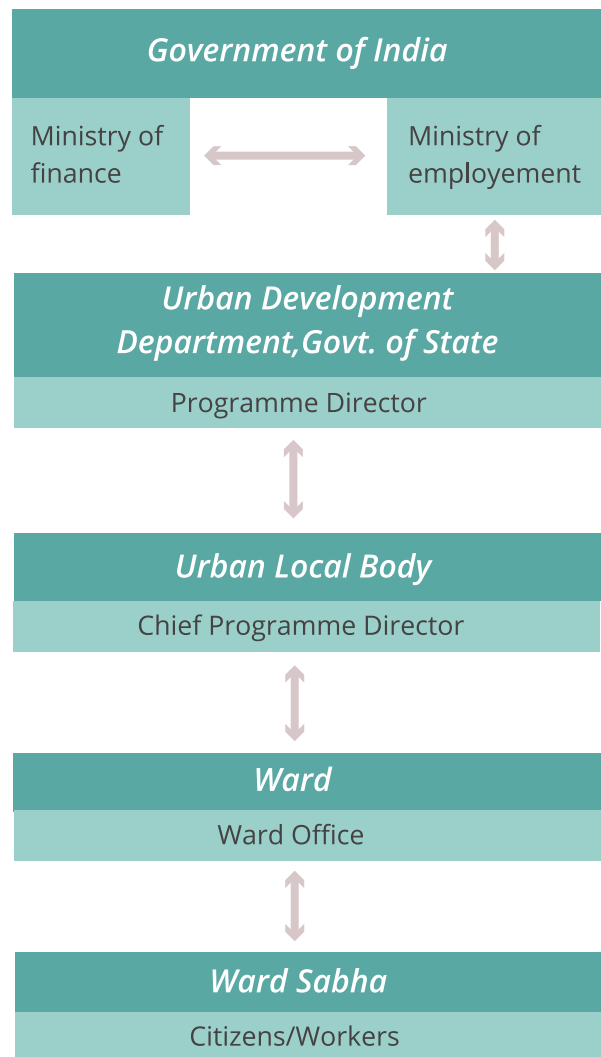 Government of India
Ministry of
finance
Ministry of
employement
Urban Development
Department,Govt. of State
Programme Director
Urban Local Body
Chief Programme Director
Ward
Ward Office
Ward Sabha
Citizens/Workers